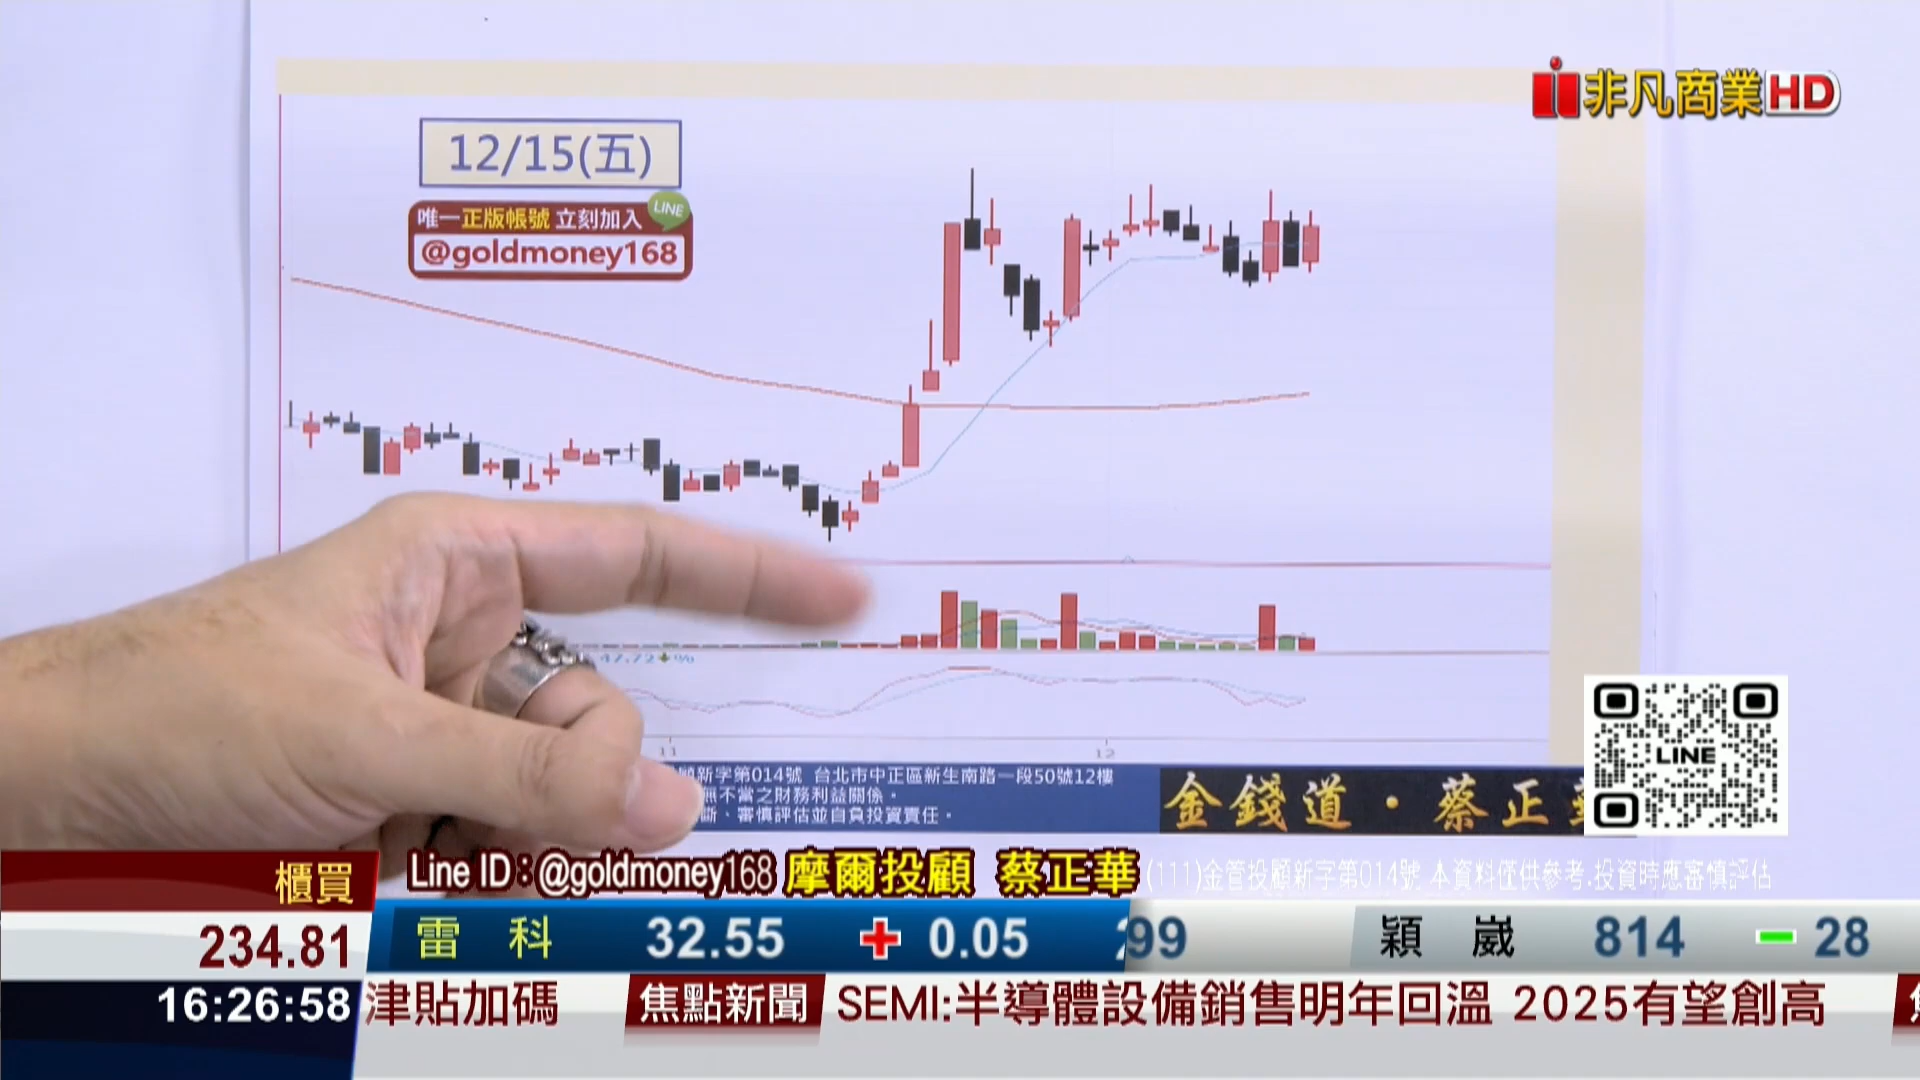 非凡商業HD
12/15(五)
LINE
唯一正版帳號 立刻加入
@goldmoney168
47.72
%
11
12
顧新字第014號 台北市中正區新生南路一段50號12樓
無不當之財務利益關係。
斷、審慎評估並自負投資責任。
金錢道・蔡正
LINE
櫃買
Line ID：@goldmoney168 摩爾投顧 蔡正華 (111)金管投顧新字第014號 本資料僅供參考.投資時應審慎評估
234.81
雷科 32.55 + 0.05
99
穎崴 814 - 28
16:26:58
津貼加碼 焦點新聞 SEMI:半導體設備銷售明年回溫 2025有望創高